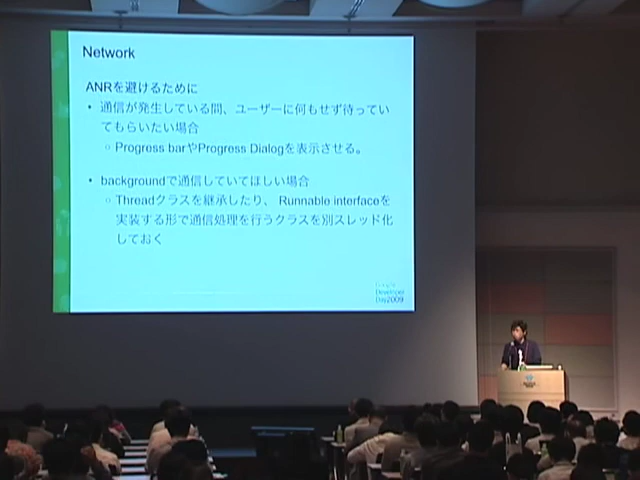 Network
ANRを避けるために
• 通信が発生している間、ユーザーに何もせず待ってい
てもらいたい場合
○ Progress barやProgress Dialogを表示させる。
• backgroundで通信していてほしい場合
○ Threadクラスを継承したり、 Runnable interfaceを
実装する形で通信処理を行うクラスを別スレッド化
しておく
Google
Developer
Day2009